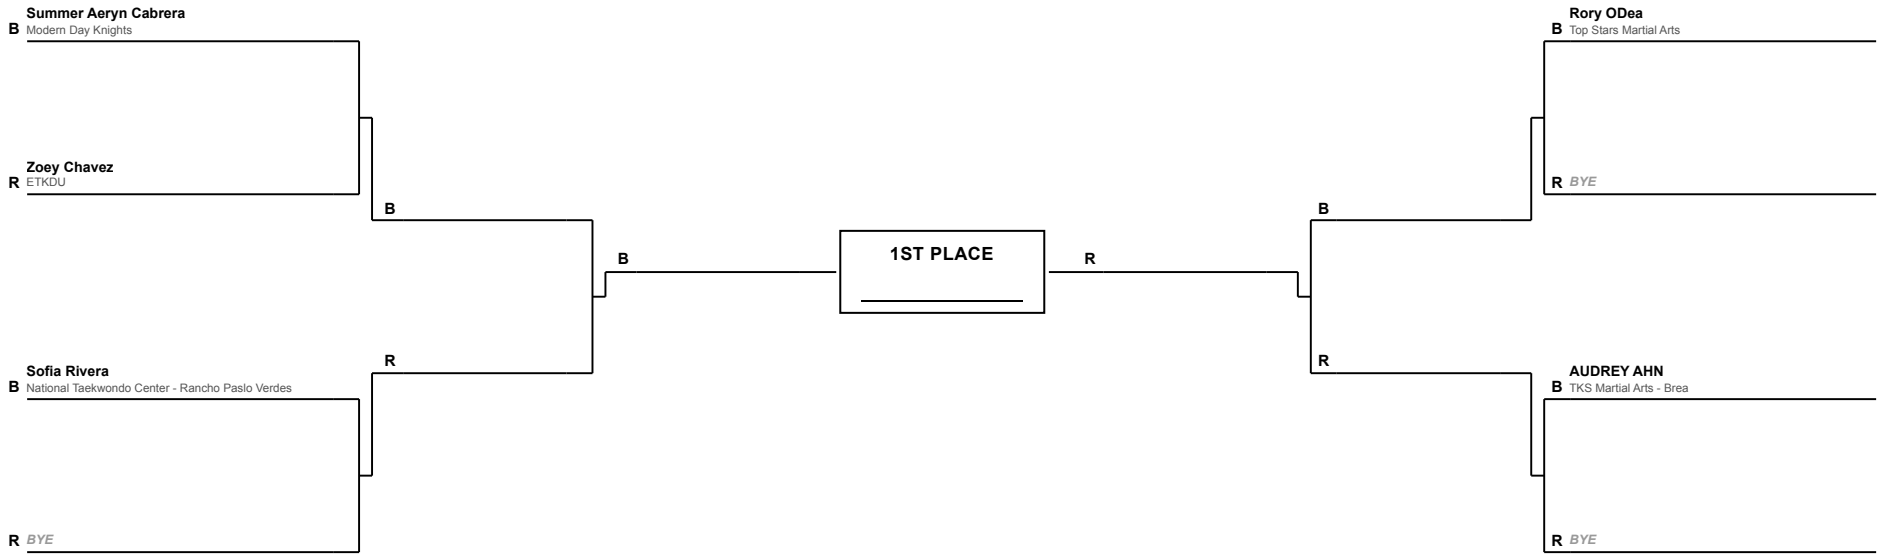 Summer Aeryn Cabrera
B Modern Day Knights
Zoey Chavez
R ETKDU
B
B
R
Sofia Rivera
B National Taekwondo Center - Rancho Paslo Verdes
R BYE
1ST PLACE
R
Rory ODea
B Top Stars Martial Arts
R BYE
B
R
AUDREY AHN
B TKS Martial Arts - Brea
R BYE